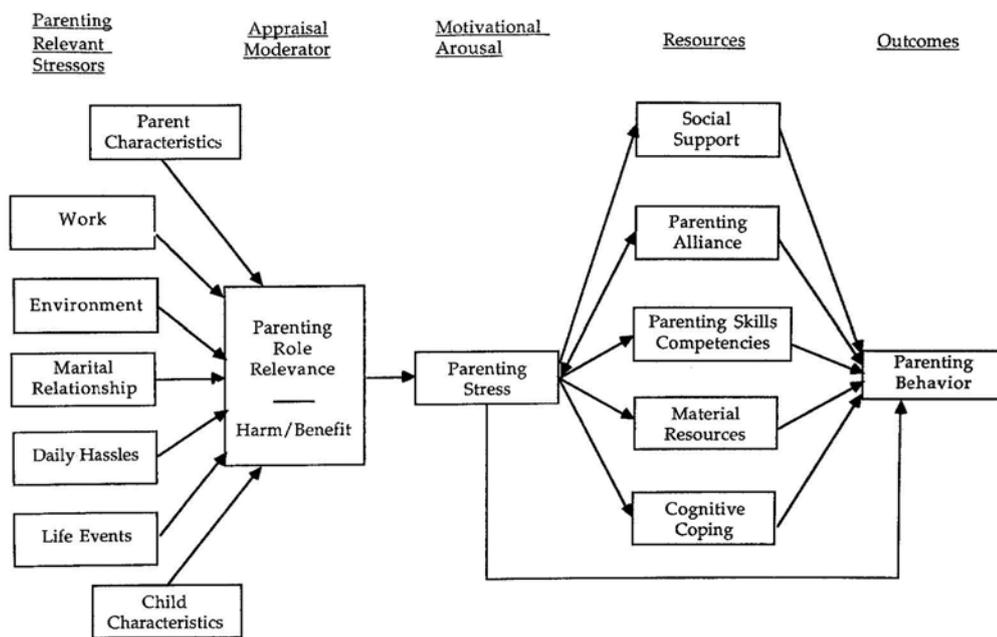 Parenting
Relevant
Stressors
Appraisal
Moderator
Motivational
Arousal
Resources
Outcomes
Parent
Characteristics
Work
Environment
Marital
Relationship
Daily Hassles
Life Events
Child
Characteristics
Parenting
Role
Relevance
Harm/Benefit
Parenting
Stress
Social
Support
Parenting
Alliance
Parenting Skills
Competencies
Material
Resources
Cognitive
Coping
Parenting
Behavior